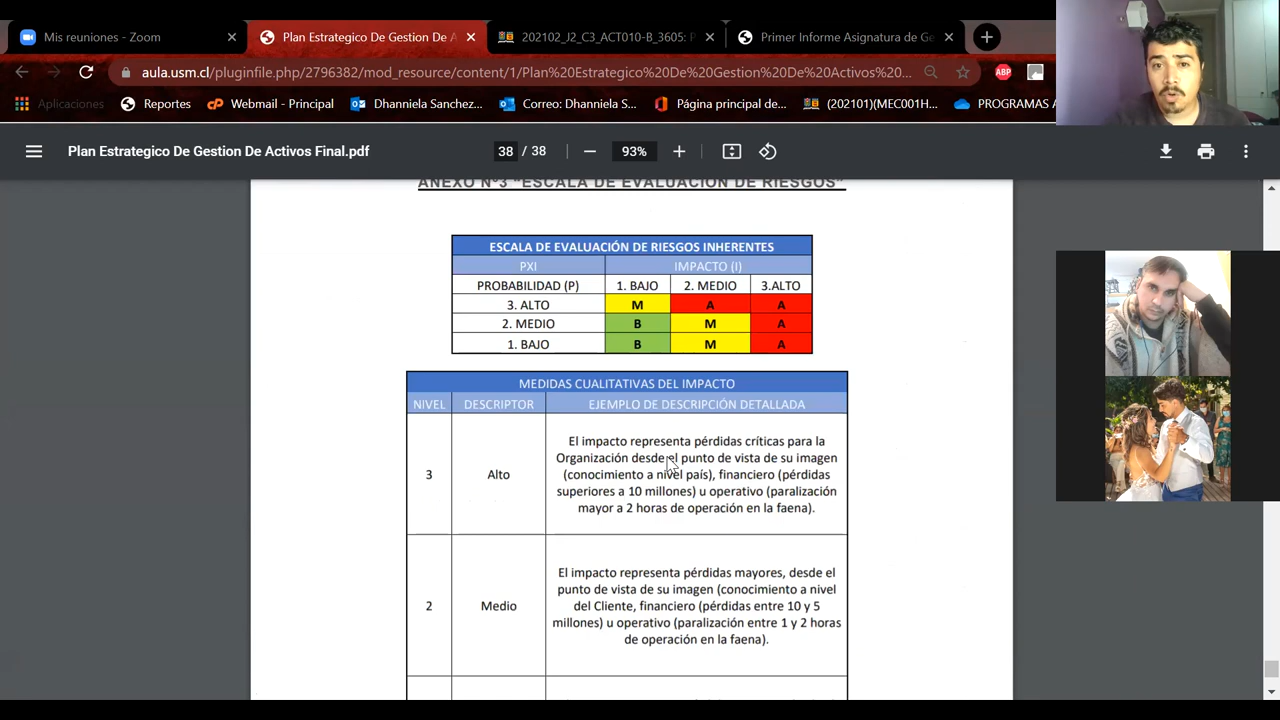 Mis reuniones - Zoom
Plan Estrategico De Gestion De A
202102_J2_C3_ACT010-B_3605: P
Primer Informe Asignatura de Ge
aula.usm.cl/pluginfile.php/2796382/mod_resource/content/1/Plan%20Estrategico%20De%20Gestion%20De%20Activos%20...
ABP
Aplicaciones
Reportes
Webmail - Principal
Dhanniela Sanchez...
Correo: Dhanniela S...
Página principal de...
(202101)(MEC001H...
PROGRAMAS A
Plan Estrategico De Gestion De Activos Final.pdf
38 / 38
93%
ANEXO N°3 "ESCALA DE EVALUACIÓN DE RIESGOS"
ESCALA DE EVALUACIÓN DE RIESGOS INHERENTES
PXI IMPACTO (I)
PROBABILIDAD (P) 1. BAJO 2. MEDIO 3.ALTO
3. ALTO M A A
2. MEDIO B M A
1. BAJO B M A
MEDIDAS CUALITATIVAS DEL IMPACTO
NIVEL DESCRIPTOR EJEMPLO DE DESCRIPCIÓN DETALLADA
3 Alto
El impacto representa pérdidas críticas para la
Organización desde el punto de vista de su imagen
(conocimiento a nivel país), financiero (pérdidas
superiores a 10 millones) u operativo (paralización
mayor a 2 horas de operación en la faena).
2 Medio
El impacto representa pérdidas mayores, desde el
punto de vista de su imagen (conocimiento a nivel
del Cliente, financiero (pérdidas entre 10 y 5
millones) u operativo (paralización entre 1 y 2 horas
de operación en la faena).